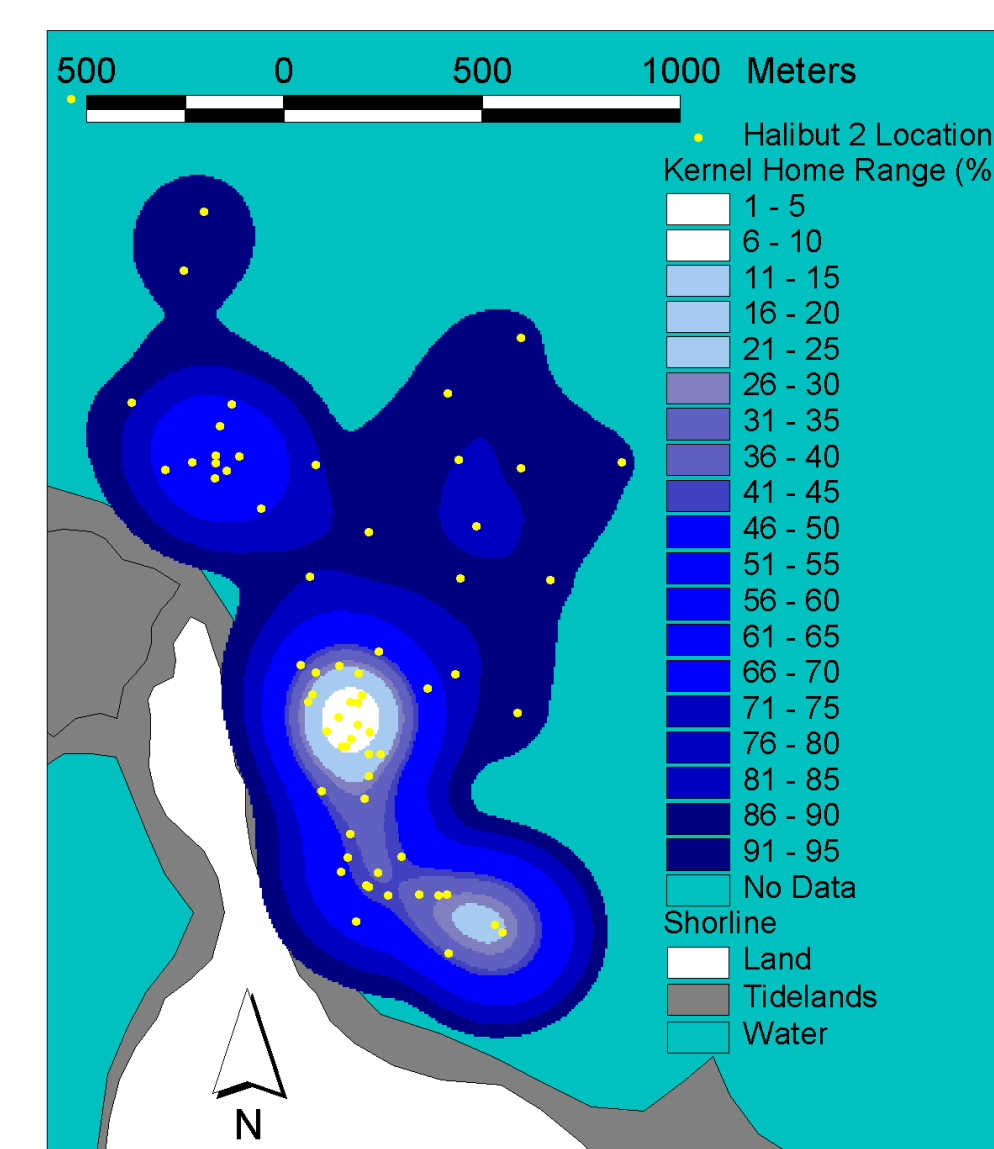 500 0 500 1000 Meters
Halibut 2 Location
Kernel Home Range (%
1 - 5
6 - 10
11 - 15
16 - 20
21 - 25
26 - 30
31 - 35
36 - 40
41 - 45
46 - 50
51 - 55
56 - 60
61 - 65
66 - 70
71 - 75
76 - 80
81 - 85
86 - 90
91 - 95
No Data
Shorline
Land
Tidelands
Water
N